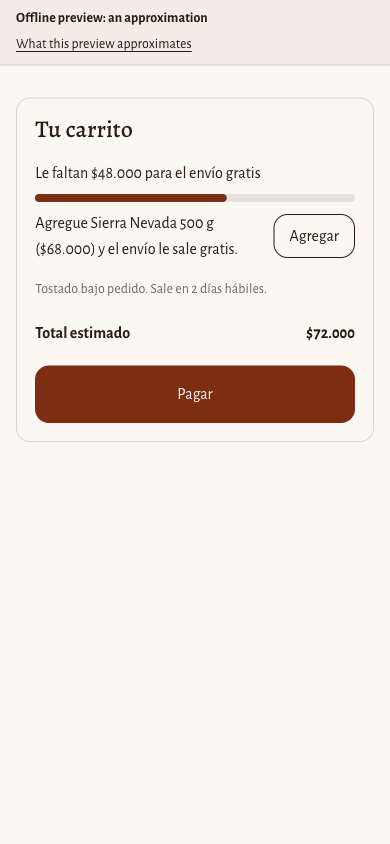 Offline preview: an approximation
What this preview approximates
Tu carrito
Le faltan $48.000 para el envío gratis
Agregue Sierra Nevada 500 g
($68.000) y el envío le sale gratis.
Agregar
Tostado bajo pedido. Sale en 2 días hábiles.
Total estimado $72.000
Pagar